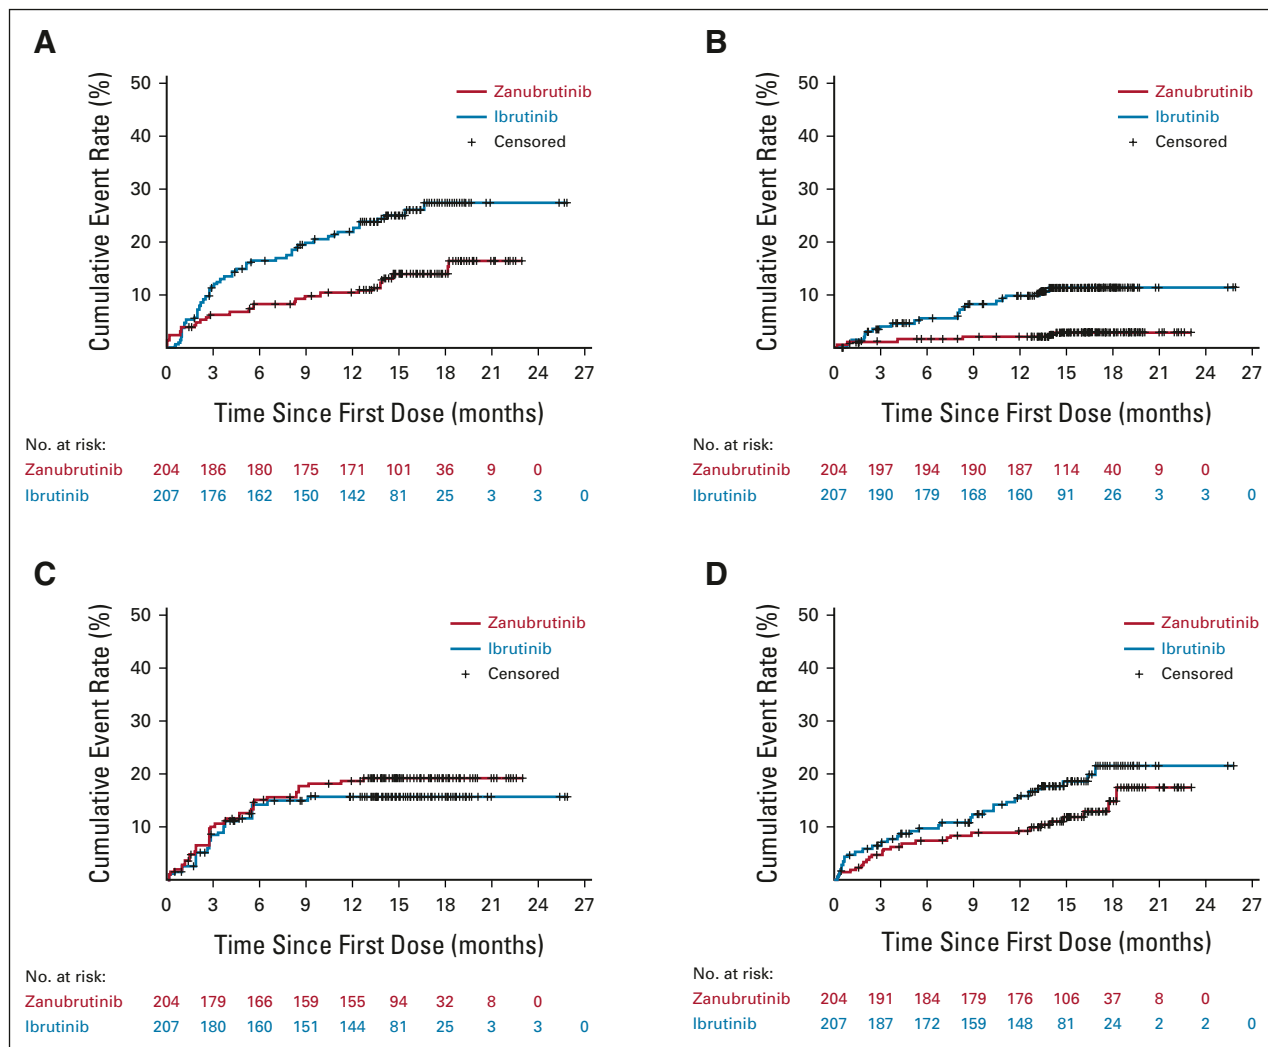 A
Cumulative Event Rate (%)
50
40
30
20
10
Zanubrutinib
Ibrutinib
Censored
0 3 6 9 12 15 18 21 24 27
Time Since First Dose (months)
No. at risk:
Zanubrutinib 204 186 180 175 171 101 36 9 0
Ibrutinib 207 176 162 150 142 81 25 3 3 0
B
Cumulative Event Rate (%)
50
40
30
20
10
Zanubrutinib
Ibrutinib
Censored
0 3 6 9 12 15 18 21 24 27
Time Since First Dose (months)
No. at risk:
Zanubrutinib 204 197 194 190 187 114 40 9 0
Ibrutinib 207 190 179 168 160 91 26 3 3 0
C
Cumulative Event Rate (%)
50
40
30
20
10
Zanubrutinib
Ibrutinib
Censored
0 3 6 9 12 15 18 21 24 27
Time Since First Dose (months)
No. at risk:
Zanubrutinib 204 179 166 159 155 94 32 8 0
Ibrutinib 207 180 160 151 144 81 25 3 3 0
D
Cumulative Event Rate (%)
50
40
30
20
10
Zanubrutinib
Ibrutinib
Censored
0 3 6 9 12 15 18 21 24 27
Time Since First Dose (months)
No. at risk:
Zanubrutinib 204 191 184 179 176 106 37 8 0
Ibrutinib 207 187 172 159 148 81 24 2 2 0